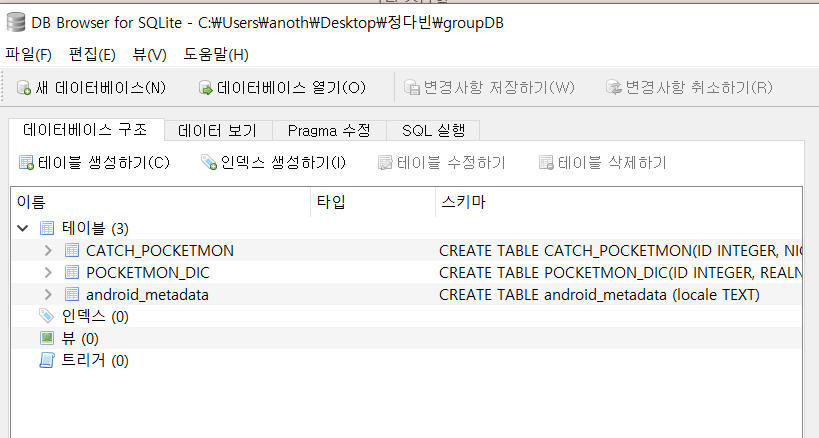 DB Browser for SQLite - C:₩Users₩anoth₩Desktop₩정다빈₩groupDB
파일(F) 편집(E) 뷰(V) 도움말(H)
새 데이터베이스(N) 데이터베이스 열기(O) 변경사항 저장하기(W) 변경사항 취소하기(R)
데이터베이스 구조 데이터 보기 Pragma 수정 SQL 실행
테이블 생성하기(C) 인덱스 생성하기(I) 테이블 수정하기 테이블 삭제하기
이름 타입 스키마
테이블 (3)
CATCH_POCKETMON CREATE TABLE CATCH_POCKETMON(ID INTEGER,
POCKETMON_DIC CREATE TABLE POCKETMON_DIC(ID INTEGER, REALN
android_metadata CREATE TABLE android_metadata (locale TEXT)
인덱스 (0)
뷰 (0)
트리거 (0)